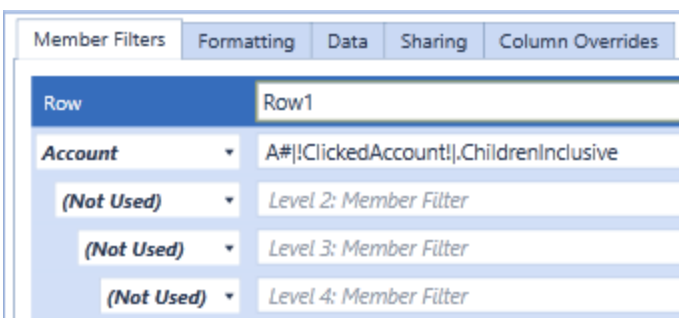 Member Filters Formatting Data Sharing Column Overrides
Row Row1
Account A#|!ClickedAccount!|.ChildrenInclusive
(Not Used) Level 2: Member Filter
(Not Used) Level 3: Member Filter
(Not Used) Level 4: Member Filter